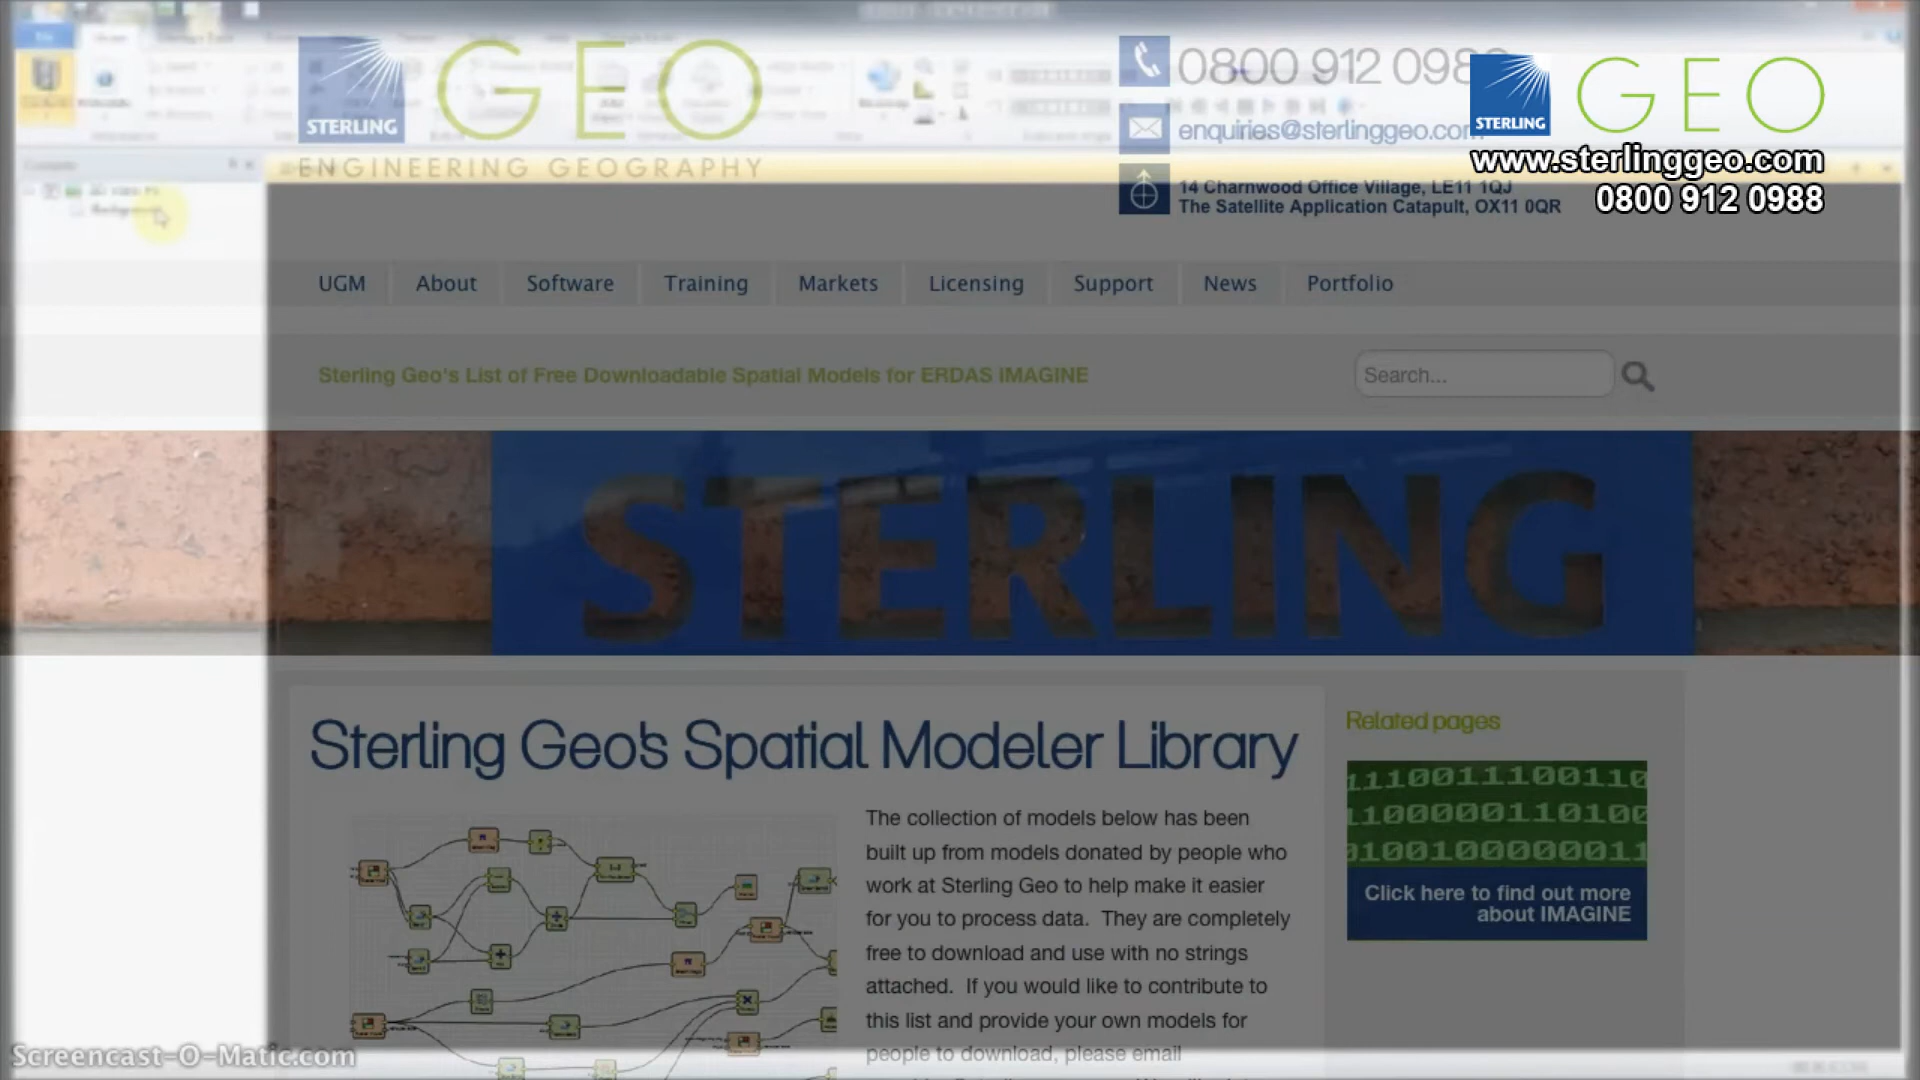 STERLING
GEO
ENGINEERING GEOGRAPHY
0800 912 098
enquiries@sterlinggeo.com
14 Charnwood Office Village, LE11 1QJ
The Satellite Application Catapult, OX11 0QR
STERLING
GEO
www.sterlinggeo.com
0800 912 0988
UGM About Software Training Markets Licensing Support News Portfolio
Sterling Geo's List of Free Downloadable Spatial Models for ERDAS IMAGINE
Search...
STERLING
Sterling Geo's Spatial Modeler Library
The collection of models below has been
built up from models donated by people who
work at Sterling Geo to help make it easier
for you to process data. They are completely
free to download and use with no strings
attached. If you would like to contribute to
this list and provide your own models for
people to download, please email
Related pages
Click here to find out more
about IMAGINE
Screencast-O-Matic.com